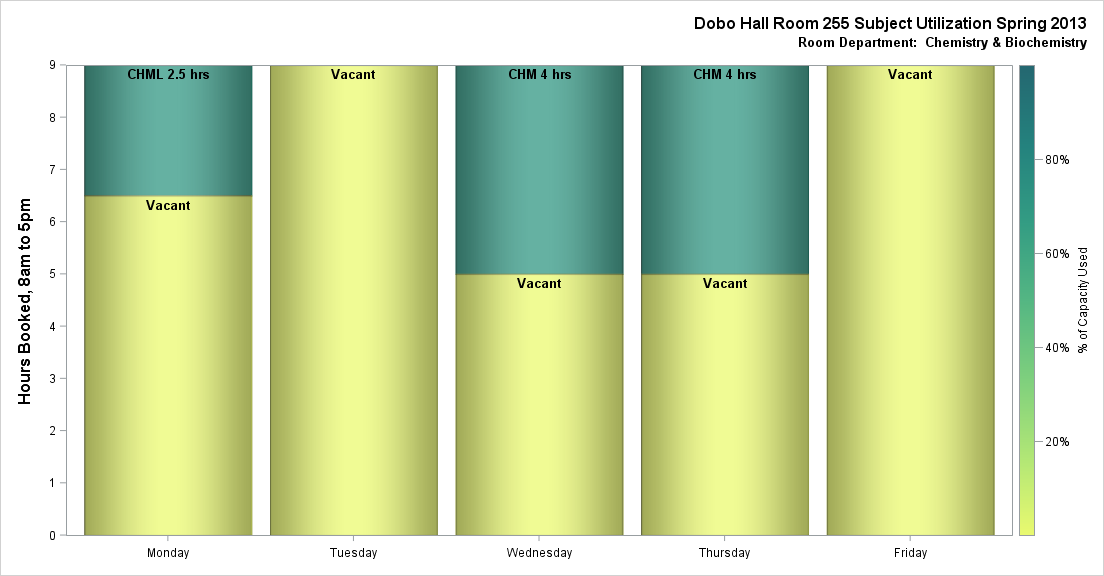 Dobo Hall Room 255 Subject Utilization Spring 2013
Room Department:  Chemistry & Biochemistry
Hours Booked, 8am to 5pm
9
8
7
6
5
4
3
2
1
0
CHML 2.5 hrs
Vacant
Vacant
CHM 4 hrs
Vacant
CHM 4 hrs
Vacant
Vacant
Monday
Tuesday
Wednesday
Thursday
Friday
80%
60%
40%
20%
% of Capacity Used